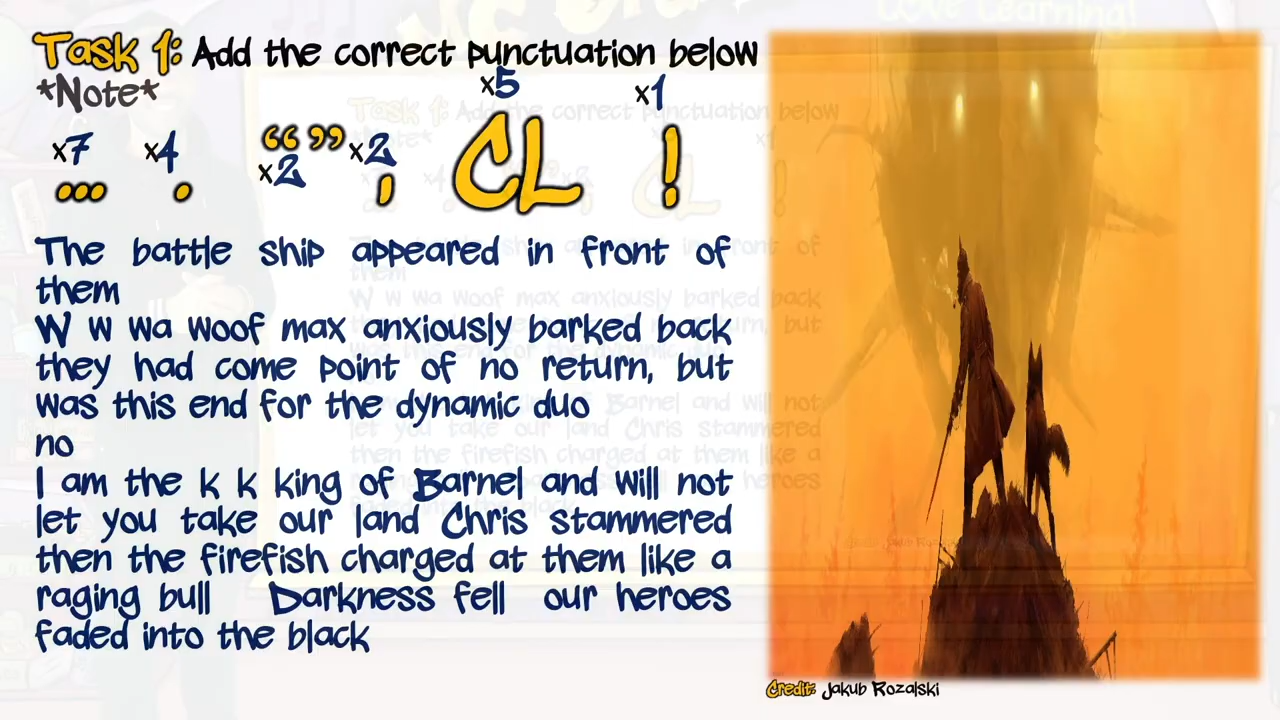 Task 1: Add the correct punctuation below
*Note*
x7 x4 x2 x2 x5 x1
... . “ ” , CL !
The battle ship appeared in front of
them
W w wa woof max anxiously barked back
they had come point of no return, but
was this end for the dynamic duo
no
I am the k k king of Barnel and will not
let you take our land Chris stammered
then the firefish charged at them like a
raging bull Darkness fell our heroes
faded into the black
Credit: Jakub Rozalski